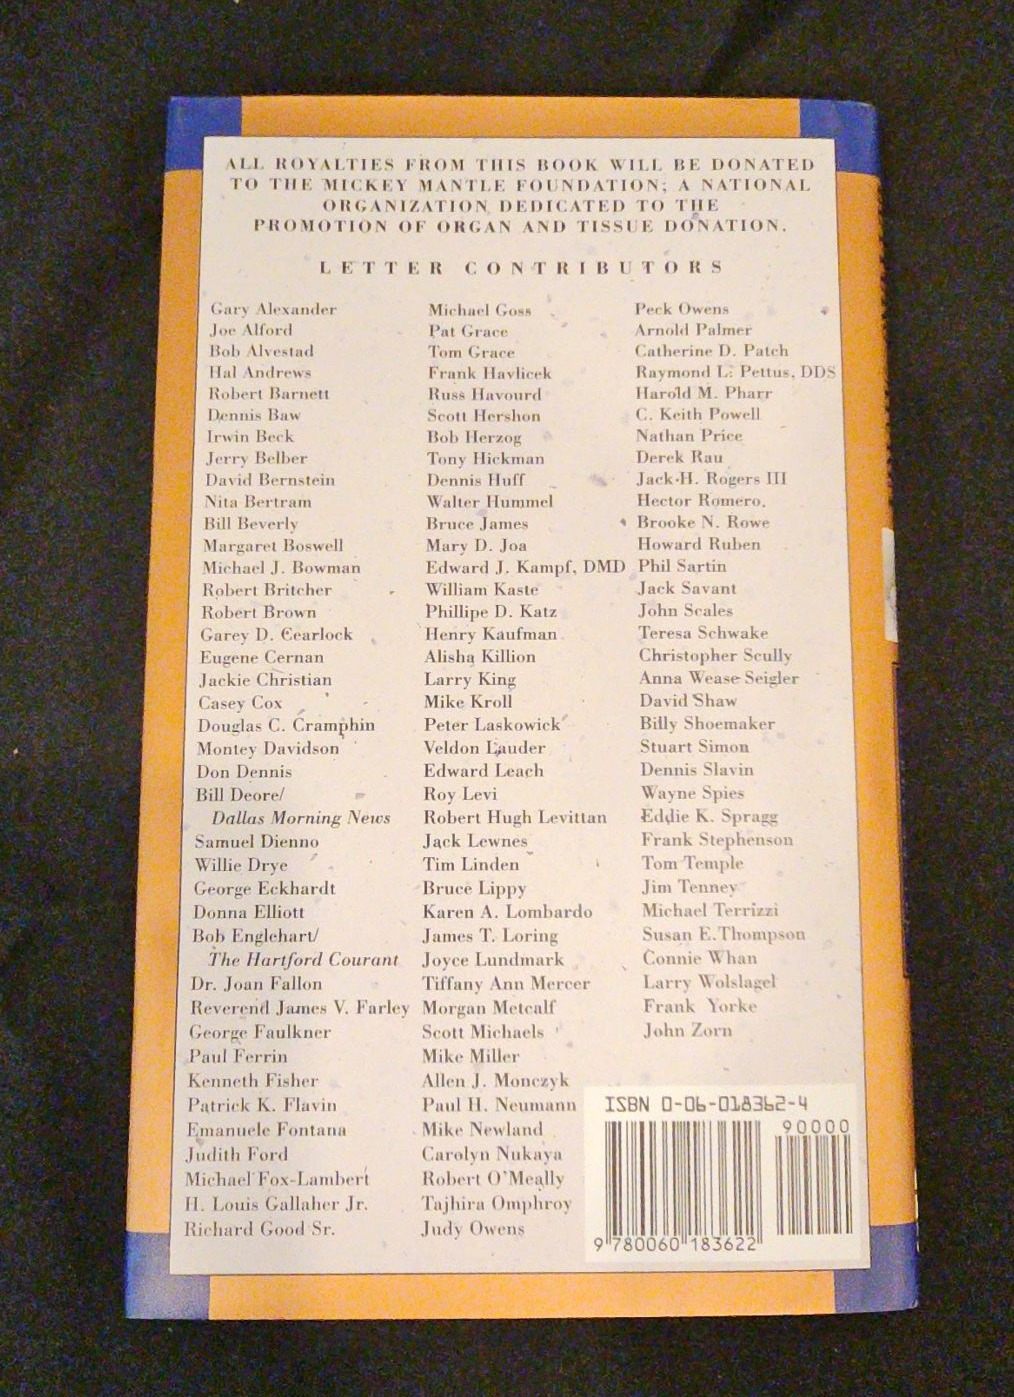 ALL ROYALTIES FROM THIS BOOK WILL BE DONATED
TO THE MICKEY MANTLE FOUNDATION; A NATIONAL
ORGANIZATION DEDICATED TO THE
PROMOTION OF ORGAN AND TISSUE DONATION.
LETTER CONTRIBUTORS
Gary Alexander
Joe Alford
Bob Alvestad
Hal Andrews
Robert Barnett
Dennis Baw
Irwin Beck
Jerry Belber
David Bernstein
Nita Bertram
Bill Beverly
Margaret Boswell
Michael J. Bowman
Robert Britcher
Robert Brown
Garey D. Cearlock
Eugene Cernan
Jackie Christian
Casey Cox
Douglas C. Cramphin
Montey Davidson
Don Dennis
Bill Deore/
Dallas Morning News
Samuel Dienno
Willie Drye
George Eckhardt
Donna Elliott
Bob Englehart/
The Hartford Courant
Dr. Joan Fallon
Reverend James V. Farley
George Faulkner
Paul Ferrin
Kenneth Fisher
Patrick K. Flavin
Emanuele Fontana
Judith Ford
Michael Fox-Lambert
H. Louis Gallaher Jr.
Richard Good Sr.
Michael Goss
Pat Grace
Tom Grace
Frank Havlicek
Russ Havourd
Scott Hershon
Bob Herzog
Tony Hickman
Dennis Huff
Walter Hummel
Bruce James
Mary D. Joa
Edward J. Kampf, DMD
William Kaste
Phillipe D. Katz
Henry Kaufman
Alisha Killion
Larry King
Mike Kroll
Peter Laskowick
Veldon Lauder
Edward Leach
Roy Levi
Robert Hugh Levittan
Jack Lewnes
Tim Linden
Bruce Lippy
Karen A. Lombardo
James T. Loring
Joyce Lundmark
Tiffany Ann Mercer
Morgan Metcalf
Scott Michaels
Mike Miller
Allen J. Monczyk
Paul H. Neumann
Mike Newland
Carolyn Nukaya
Robert O'Meally
Tajhira Omphroy
Judy Owens
Peck Owens
Arnold Palmer
Catherine D. Patch
Raymond L. Pettus, DDS
Harold M. Pharr
C. Keith Powell
Nathan Price
Derek Rau
Jack H. Rogers III
Hector Romero
Brooke N. Rowe
Howard Ruben
Phil Sartin
Jack Savant
John Scales
Teresa Schwake
Christopher Scully
Anna Wease Seigler
David Shaw
Billy Shoemaker
Stuart Simon
Dennis Slavin
Wayne Spies
Eddie K. Spragg
Frank Stephenson
Tom Temple
Jim Tenney
Michael Terrizzi
Susan E. Thompson
Connie Whan
Larry Wolslagel
Frank Yorke
John Zorn
ISBN 0-06-018362-4
90000
9 780060 183622